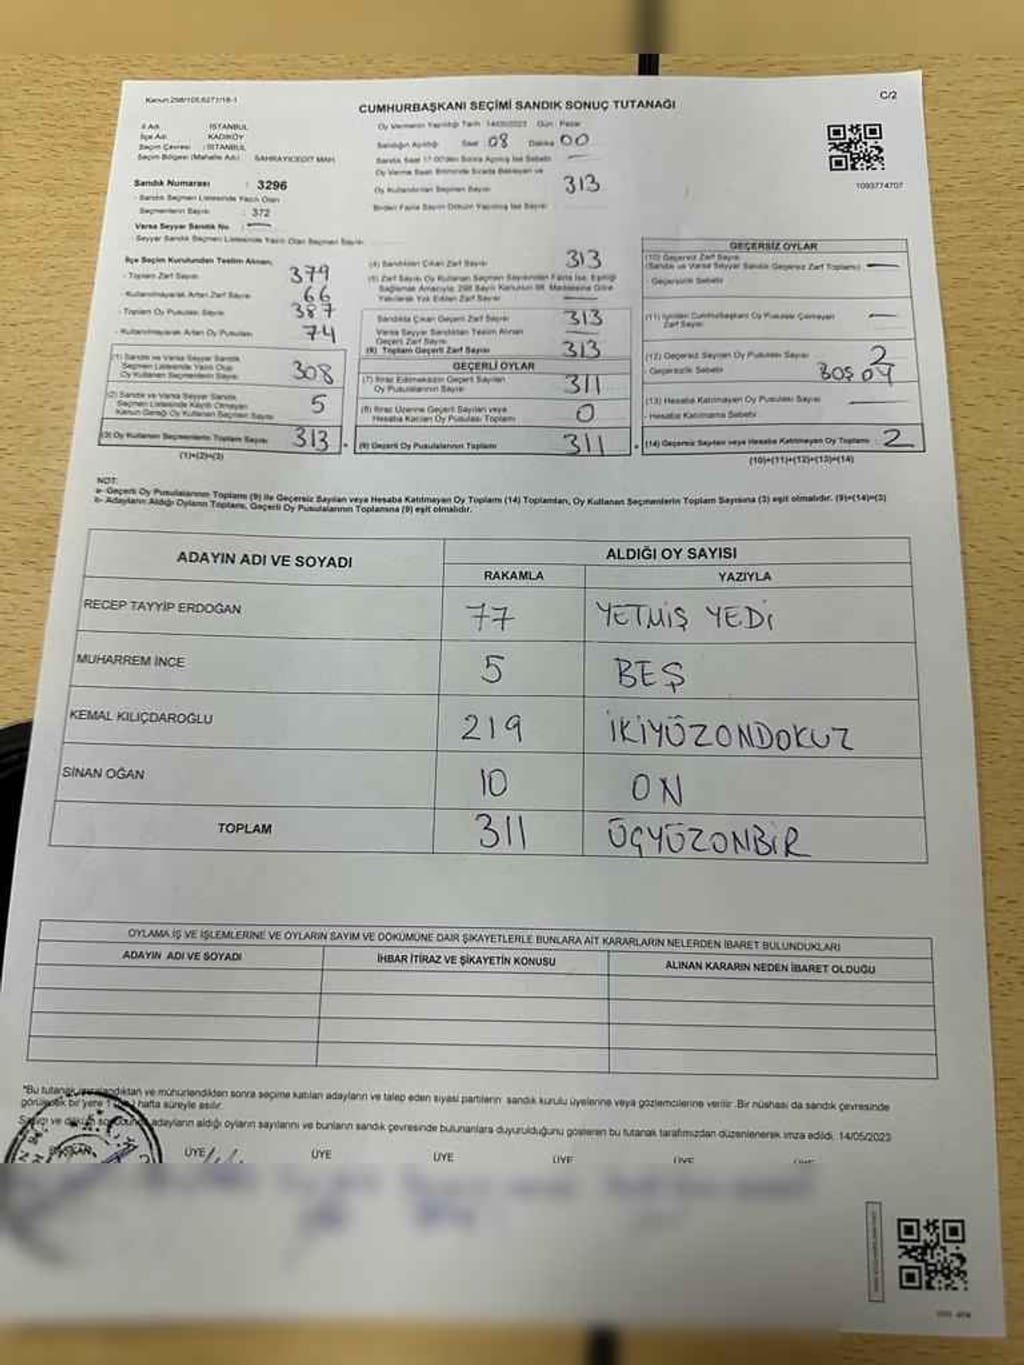 Kanun:298/105,6271/18-1
C/2
CUMHURBAŞKANI SEÇİMİ SANDIK SONUÇ TUTANAĞI
İl Adı : İSTANBUL
İlçe Adı : KADIKÖY
Seçim Çevresi : İSTANBUL
Seçim Bölgesi (Mahalle Adı) : SAHRAYICEDİT MAH.
Sandık Numarası : 3296
- Sandık Seçmen Listesinde Yazılı Olan
Seçmenlerin Sayısı : 372
Varsa Seyyar Sandık No :
- Seyyar Sandık Seçmen Listesinde Yazılı Olan Seçmen Sayısı
Oy Vermenin Yapıldığı Tarih 14/05/2023 Gün : Pazar
Sandığın Açıldığı Saat 08 Dakika 00
Sandık Saat 17:00'den Sonra Açılmış İse Sebebi
Oy Verme Saati Bitiminde Sırada Bekleyen ve
Oy Kullandırılan Seçmen Sayısı 313
Birden Fazla Sayım Döküm Yapılmış İse Sayısı
1093774707
İlçe Seçim Kurulundan Teslim Alınan;
- Toplam Zarf Sayısı 379
- Kullanılmayarak Artan Zarf Sayısı 66
- Toplam Oy Pusulası Sayısı 387
- Kullanılmayarak Artan Oy Pusulası 74
(1) Sandık ve Varsa Seyyar Sandık
Seçmen Listesinde Yazılı Olup
Oy Kullanan Seçmenlerin Sayısı 308
(2) Sandık ve Varsa Seyyar Sandık
Seçmen Listesinde Kayıtlı Olmayan
Kanun Gereği Oy Kullanan Seçmen Sayısı 5
(3) Oy Kullanan Seçmenlerin Toplam Sayısı 313
(1)+(2)=(3)
(4) Sandıktan Çıkan Zarf Sayısı 313
(5) Zarf Sayısı Oy Kullanan Seçmen Sayısından Fazla İse, Eşitliği
Sağlamak Amacıyla 298 Sayılı Kanunun 98. Maddesine Göre
Yakılarak Yok Edilen Zarf Sayısı
Sandıkta Çıkan Geçerli Zarf Sayısı 313
Varsa Seyyar Sandıktan Teslim Alınan
Geçerli Zarf Sayısı
(6) Toplam Geçerli Zarf Sayısı 313
GEÇERLİ OYLAR
(7) İtiraz Edilmeksizin Geçerli Sayılan
Oy Pusulalarının Sayısı 311
(8) İtiraz Üzerine Geçerli Sayılan veya
Hesaba Katılan Oy Pusulası Toplamı 0
(9) Geçerli Oy Pusulalarının Toplamı 311
GEÇERSİZ OYLAR
(10) Geçersiz Zarf Sayısı
(Sandık ve Varsa Seyyar Sandık Geçersiz Zarf Toplamı)
- Geçersizlik Sebebi
(11) İçinden Cumhurbaşkanı Oy Pusulası Çıkmayan
Zarf Sayısı
(12) Geçersiz Sayılan Oy Pusulası Sayısı 2
- Geçersizlik Sebebi BOŞ OY
(13) Hesaba Katılmayan Oy Pusulası Sayısı
- Hesaba Katılmama Sebebi
(14) Geçersiz Sayılan veya Hesaba Katılmayan Oy Toplamı : 2
(10)+(11)+(12)+(13)=(14)
NOT:
a- Geçerli Oy Pusulalarının Toplamı (9) ile Geçersiz Sayılan veya Hesaba Katılmayan Oy Toplamı (14) Toplamları, Oy Kullanan Seçmenlerin Toplam Sayısına (3) eşit olmalıdır. (9)+(14)=(3)
b- Adayların Aldığı Oyların Toplamı, Geçerli Oy Pusulalarının Toplamına (9) eşit olmalıdır.
ADAYIN ADI VE SOYADI
ALDIĞI OY SAYISI
RAKAMLA YAZIYLA
RECEP TAYYİP ERDOĞAN 77 YETMİŞ YEDİ
MUHARREM İNCE 5 BEŞ
KEMAL KILIÇDAROĞLU 219 İKİYÜZONDOKUZ
SİNAN OĞAN 10 ON
TOPLAM 311 ÜÇYÜZONBİR
OYLAMA İŞ VE İŞLEMLERİNE VE OYLARIN SAYIM VE DÖKÜMÜNE DAİR ŞİKAYETLERLE BUNLARA AİT KARARLARIN NELERDEN İBARET BULUNDUKLARI
ADAYIN ADI VE SOYADI İHBAR İTİRAZ VE ŞİKAYETİN KONUSU ALINAN KARARIN NEDEN İBARET OLDUĞU
"Bu tutanak imzalandıktan ve mühürlendikten sonra seçime katılan adayların ve talep eden siyasi partilerin sandık kurulu üyelerine veya gözlemcilerine verilir .Bir nüshası da sandık çevresinde
görülecek bir yere 1 hafta süreyle asılır.
Sayım ve döküm sonucunda adayların aldığı oyların sayılarını ve bunların sandık çevresinde bulunanlara duyurulduğunu gösteren bu tutanak tarafımızdan düzenlenerek imza edildi. 14/05/2023
BAŞKAN ÜYE ÜYE ÜYE ÜYE ÜYE ÜYE